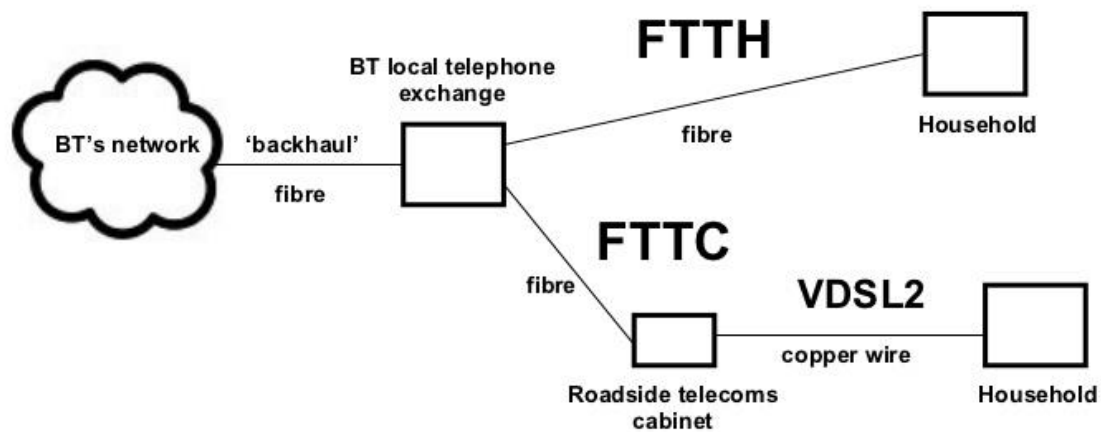 FTTH
BT local telephone
exchange
BT’s network
‘backhaul’
fibre
fibre
Household
FTTC
fibre
VDSL2
copper wire
Roadside telecoms
cabinet
Household